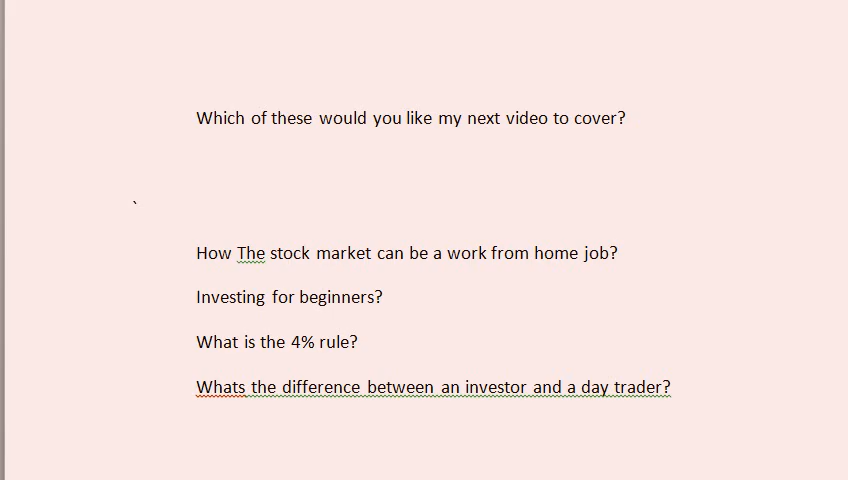 Which of these would you like my next video to cover?
`
How The stock market can be a work from home job?
Investing for beginners?
What is the 4% rule?
Whats the difference between an investor and a day trader?